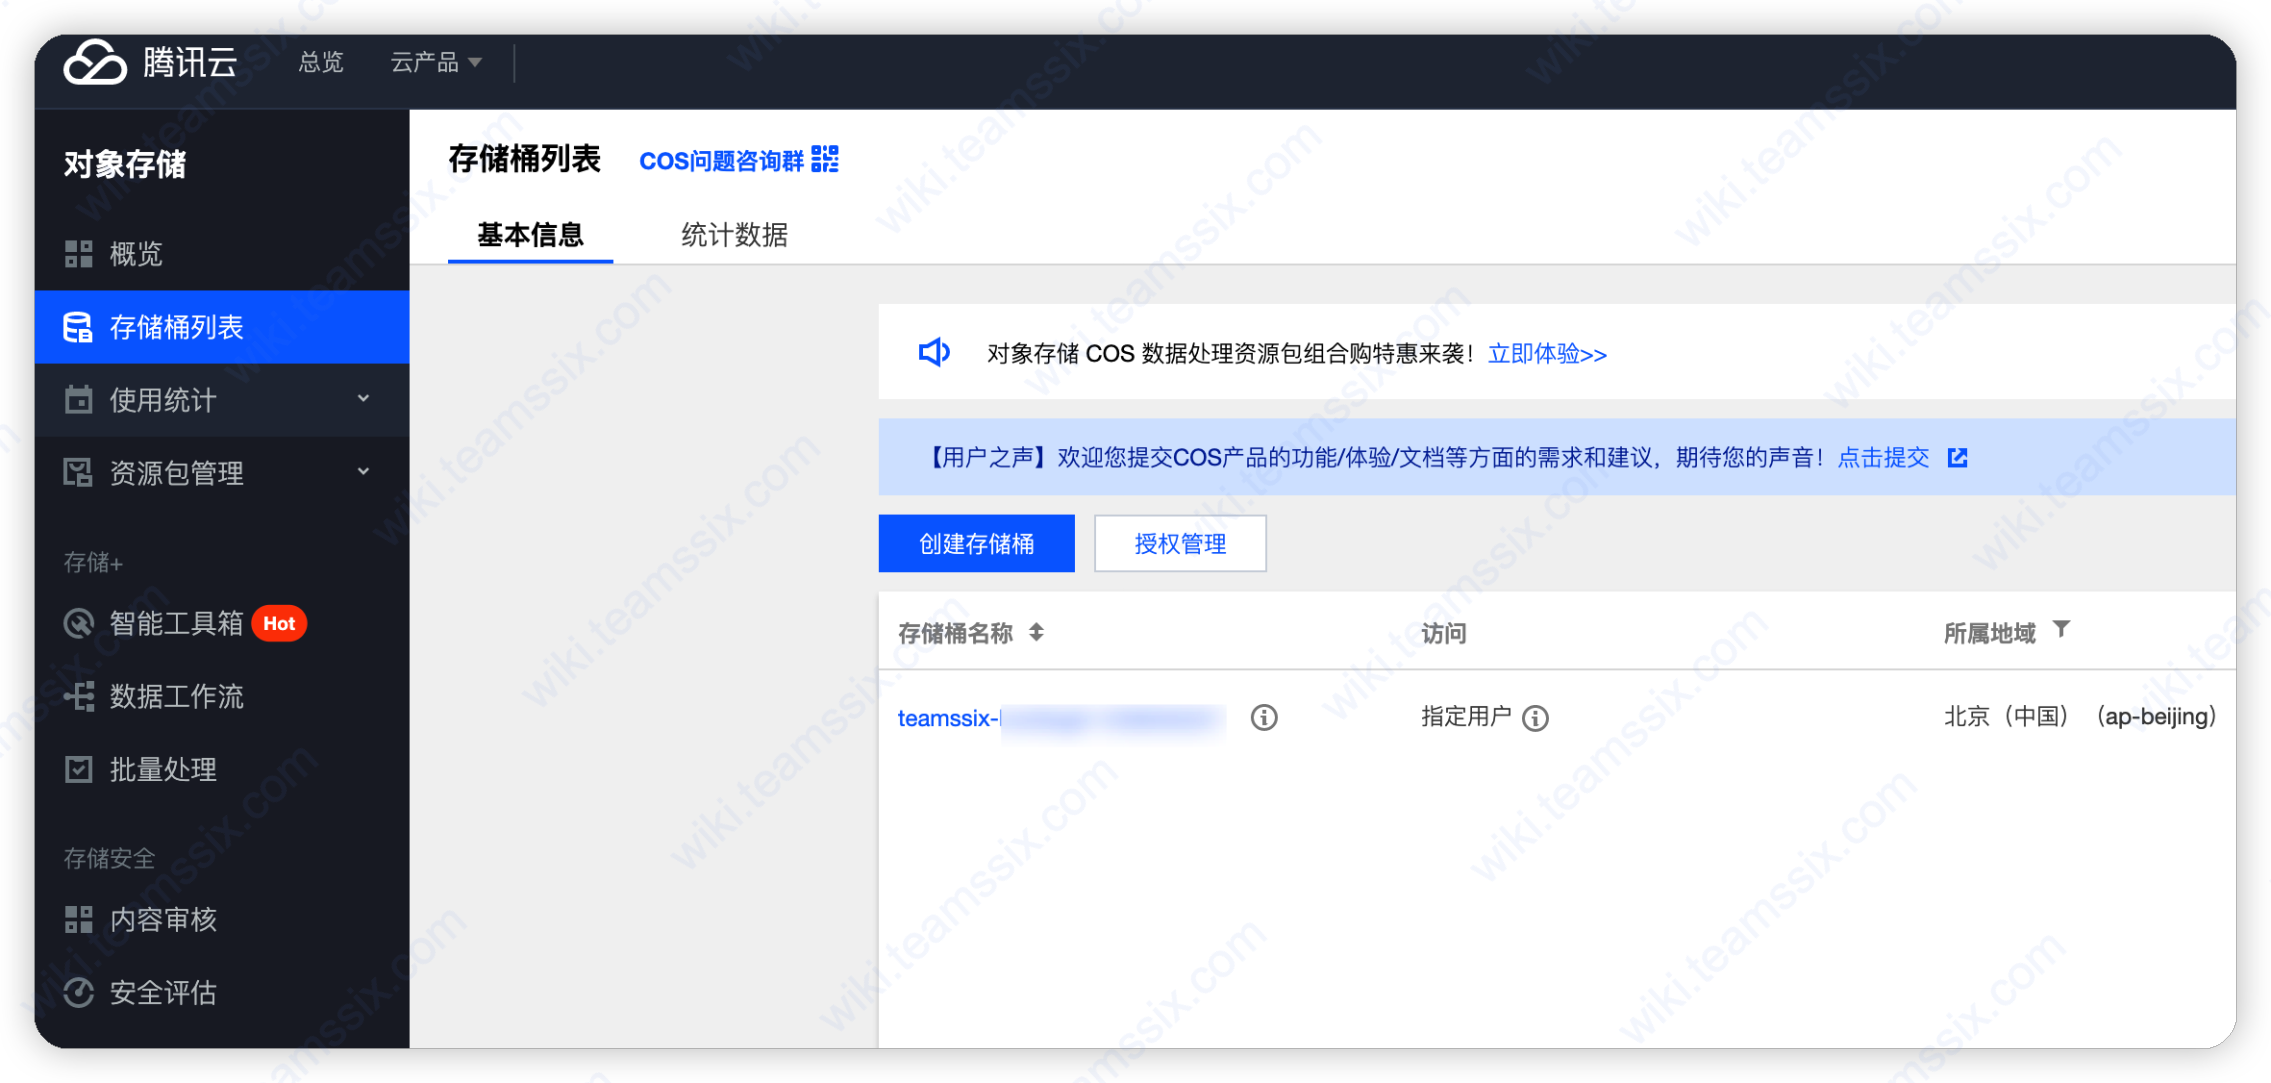 腾讯云 总览 云产品
对象存储
概览
存储桶列表
使用统计
资源包管理
存储+
智能工具箱 Hot
数据工作流
批量处理
存储安全
内容审核
安全评估
存储桶列表 COS问题咨询群
基本信息 统计数据
对象存储 COS 数据处理资源包组合购特惠来袭！立即体验>>
【用户之声】欢迎您提交COS产品的功能/体验/文档等方面的需求和建议，期待您的声音！点击提交
创建存储桶 授权管理
存储桶名称 访问 所属地域
teamssix- 指定用户 北京（中国）（ap-beijing）
wiki.teamssix.com